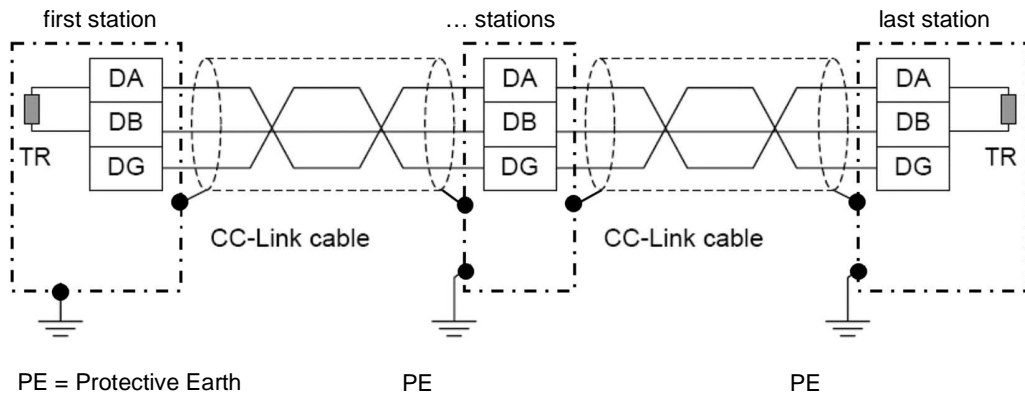 first station
... stations
last station
DA
DA
DA
DB
DB
DB
TR
TR
DG
DG
DG
CC-Link cable
CC-Link cable
PE = Protective Earth
PE
PE